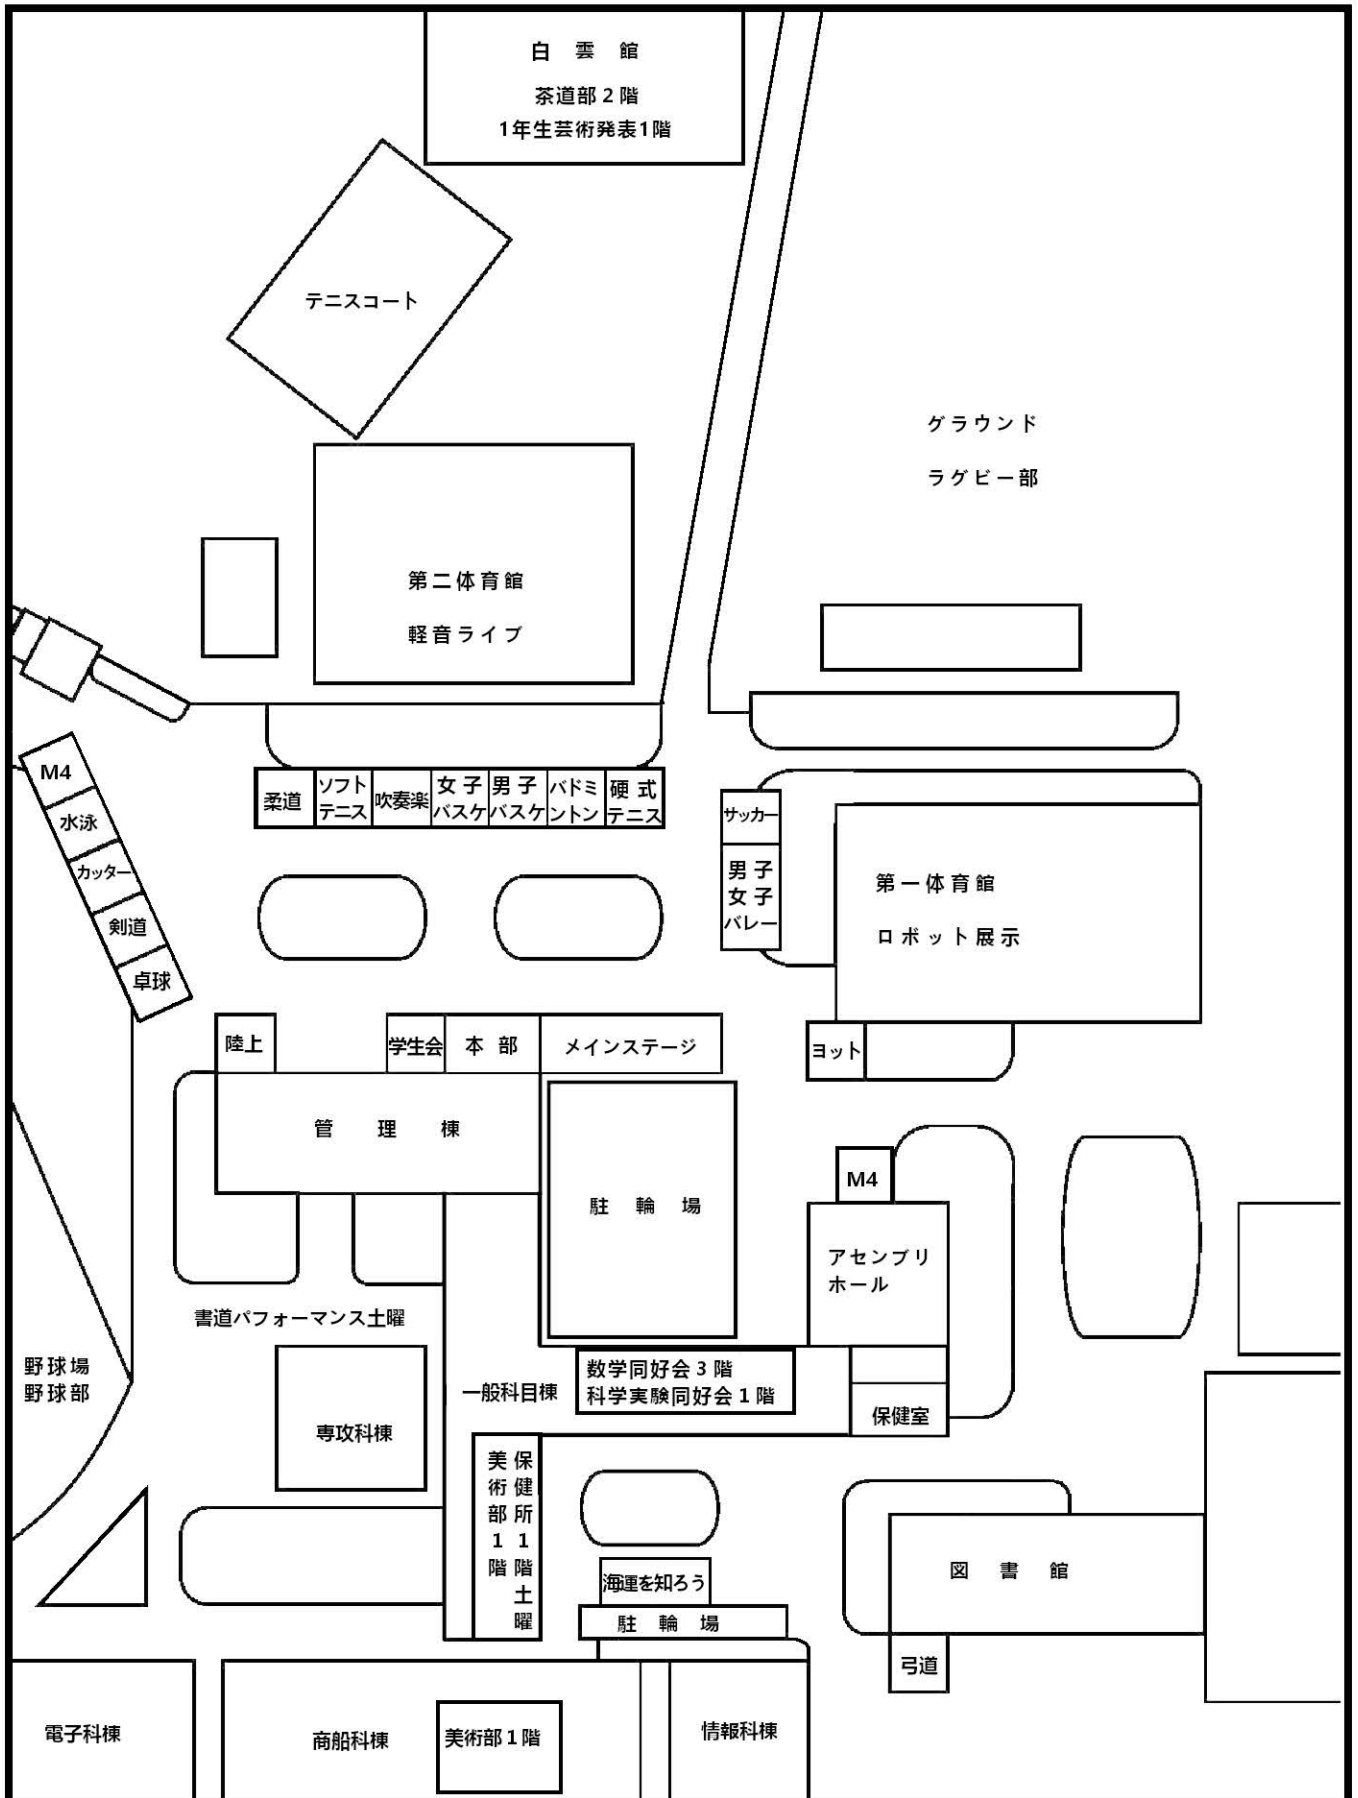 白雲館
茶道部2階
1年生芸術発表1階
テニスコート
グラウンド
ラグビー部
第二体育館
軽音ライブ
M4
水泳
カッター
剣道
卓球
柔道
ソフト
テニス
吹奏楽
女子
バスケ
男子
バスケ
バドミ
ントン
硬式
テニス
サッカー
男子
女子
バレー
第一体育館
ロボット展示
陸上
学生会
本部
メインステージ
ヨット
管理棟
駐輪場
M4
アセンブリ
ホール
書道パフォーマンス土曜
野球場
野球部
専攻科棟
一般科目棟
数学同好会3階
科学実験同好会1階
保健室
保健所1階土曜
美術部1階
海運を知ろう
駐輪場
図書館
弓道
電子科棟
商船科棟
美術部1階
情報科棟